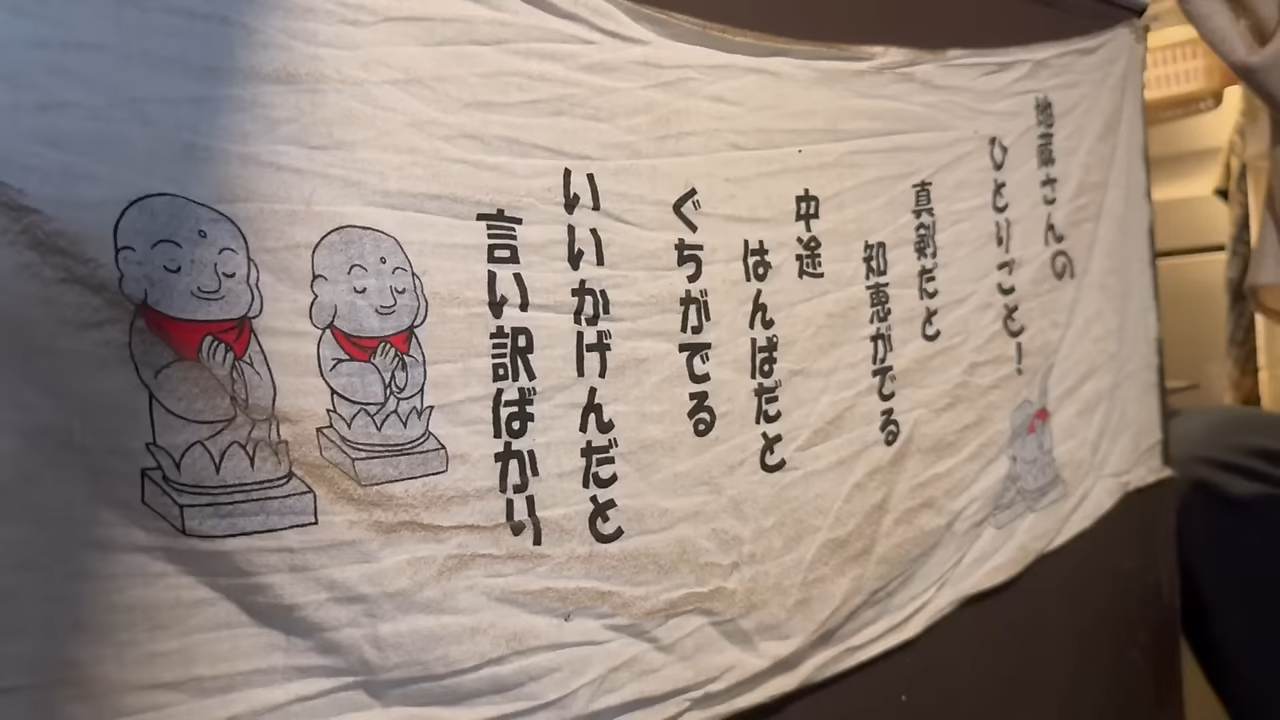 地蔵さんの
ひとりごと!
真剣だと
知恵がでる
中途
はんぱだと
ぐちがでる
いいかげんだと
言い訳ばかり